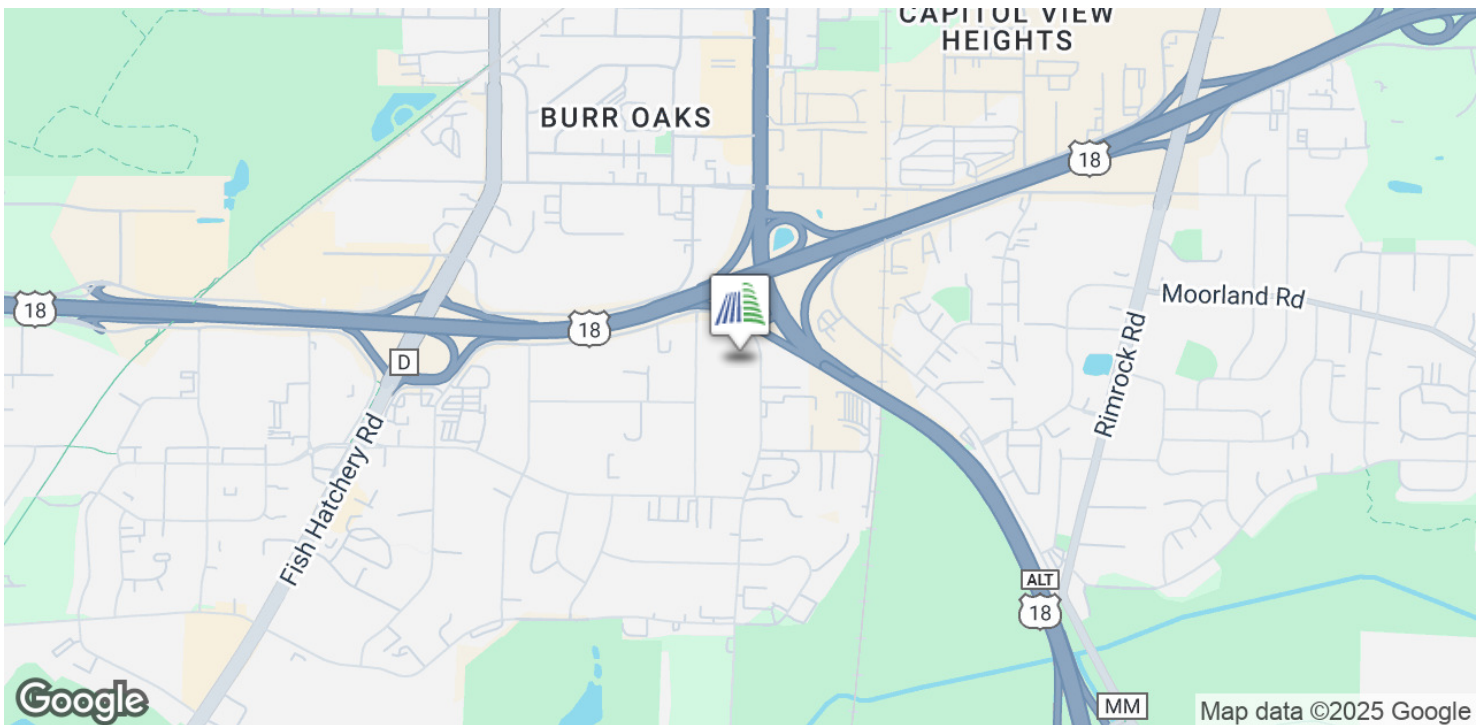 CAPITOL VIEW
HEIGHTS
BURR OAKS
18
18
18
Moorland Rd
Rimrock Rd
D
Fish Hatchery Rd
ALT
18
MM
Google
Map data ©2025 Google